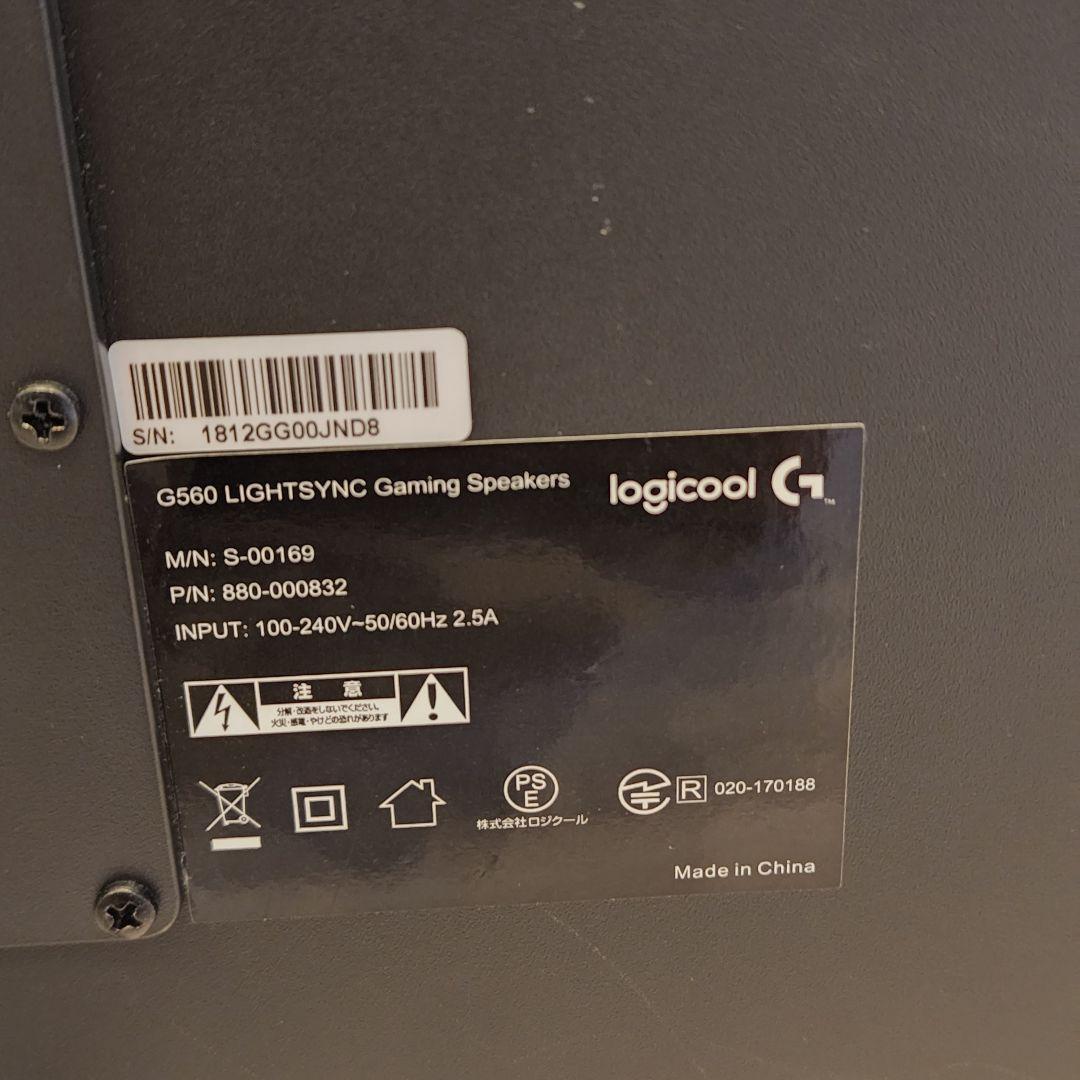 S/N: 1812GG00JND8
G560 LIGHTSYNC Gaming Speakers
logicool G™
M/N: S-00169
P/N: 880-000832
INPUT: 100-240V~50/60Hz 2.5A
注 意
分解・改造をしないでください。
火災・感電・やけどの恐れがあります
PS
E
株式会社ロジクール
R 020-170188
Made in China